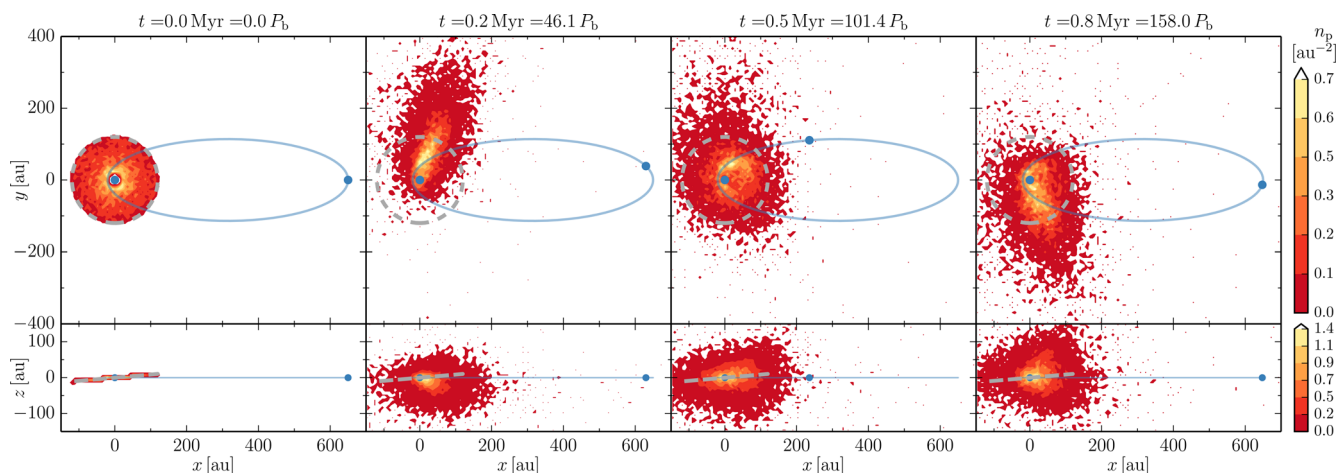 t = 0.0 Myr = 0.0 P_b
t = 0.2 Myr = 46.1 P_b
t = 0.5 Myr = 101.4 P_b
t = 0.8 Myr = 158.0 P_b
n_p
[au⁻²]
400
200
0
−200
−400
y [au]
0.7
0.6
0.5
0.4
0.3
0.2
0.1
0.0
100
0
−100
z [au]
1.4
1.1
0.9
0.7
0.5
0.2
0.0
0 200 400 600
0 200 400 600
0 200 400 600
0 200 400 600
x [au]
x [au]
x [au]
x [au]